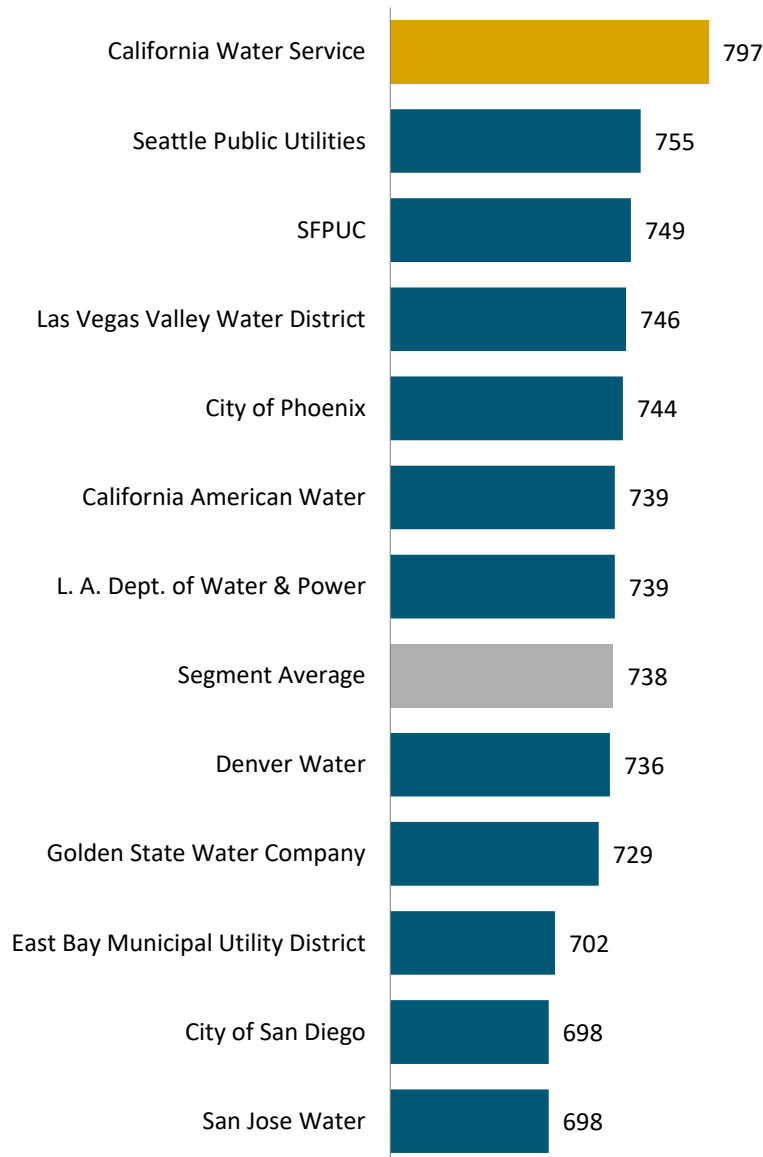 California Water Service 797
Seattle Public Utilities 755
SFPUC 749
Las Vegas Valley Water District 746
City of Phoenix 744
California American Water 739
L. A. Dept. of Water & Power 739
Segment Average 738
Denver Water 736
Golden State Water Company 729
East Bay Municipal Utility District 702
City of San Diego 698
San Jose Water 698